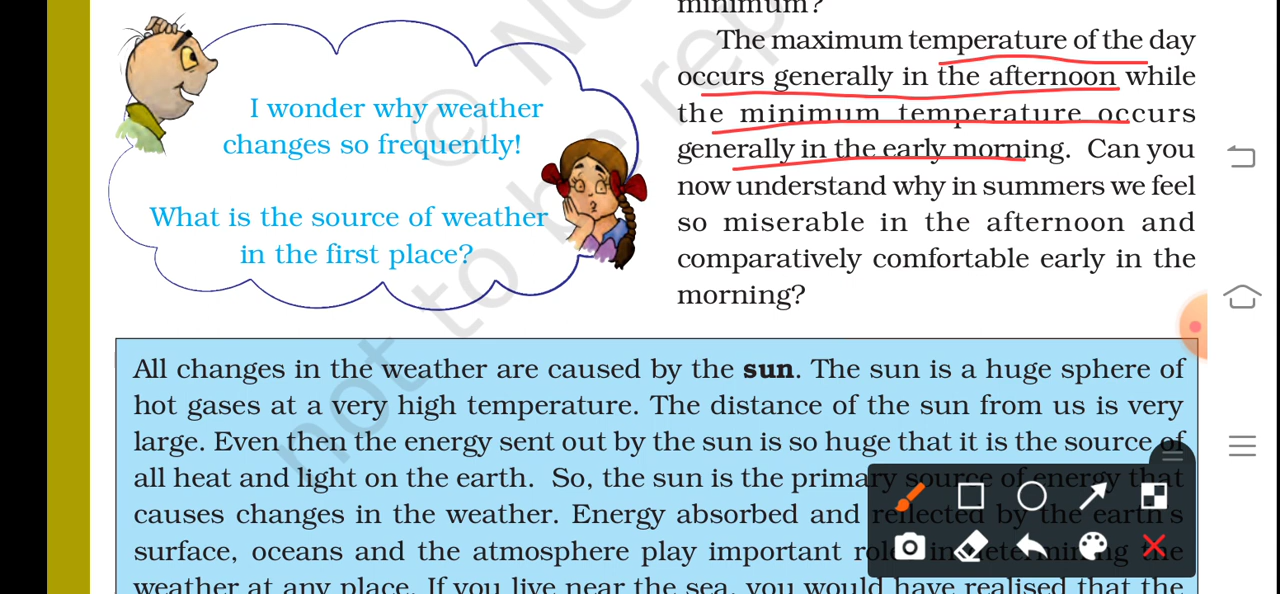 minimum?
The maximum temperature of the day
occurs generally in the afternoon while
the minimum temperature occurs
generally in the early morning. Can you
now understand why in summers we feel
so miserable in the afternoon and
comparatively comfortable early in the
morning?
I wonder why weather
changes so frequently!
What is the source of weather
in the first place?
All changes in the weather are caused by the sun. The sun is a huge sphere of
hot gases at a very high temperature. The distance of the sun from us is very
large. Even then the energy sent out by the sun is so huge that it is the source of
all heat and light on the earth. So, the sun is the primary source of energy that
causes changes in the weather. Energy absorbed and reflected by the earth's
surface, oceans and the atmosphere play important role in determining the
weather at any place. If you live near the sea, you would have realised that the
© N
not to be rep